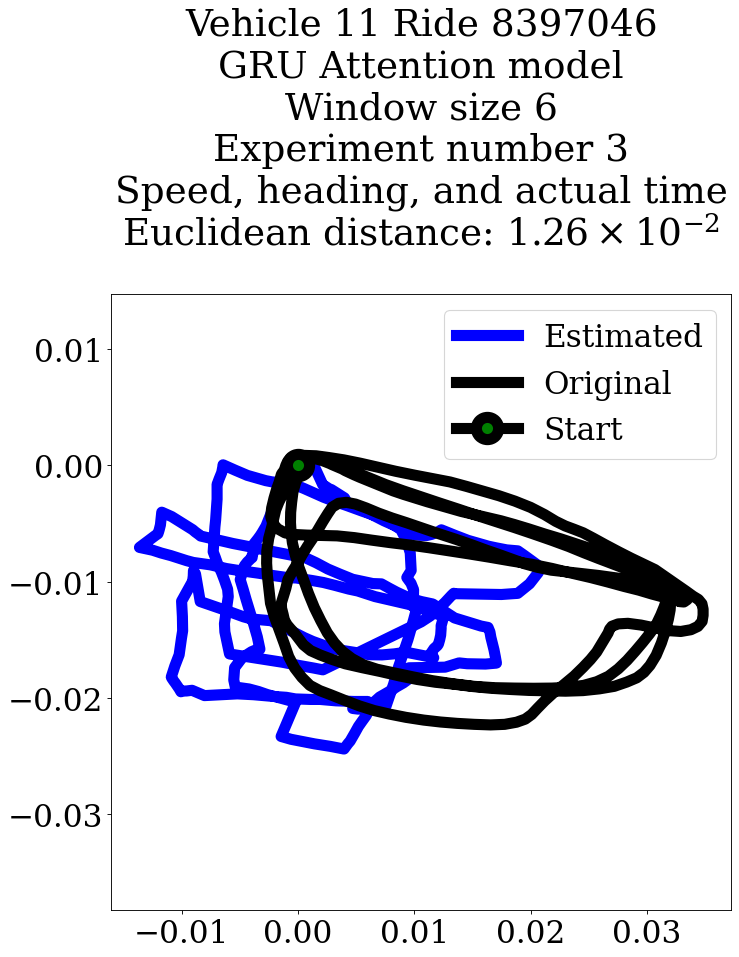 Vehicle 11 Ride 8397046
GRU Attention model
Window size 6
Experiment number 3
Speed, heading, and actual time
Euclidean distance: 1.26 × 10⁻²
Estimated
Original
Start
0.01
0.00
−0.01
−0.02
−0.03
−0.01 0.00 0.01 0.02 0.03